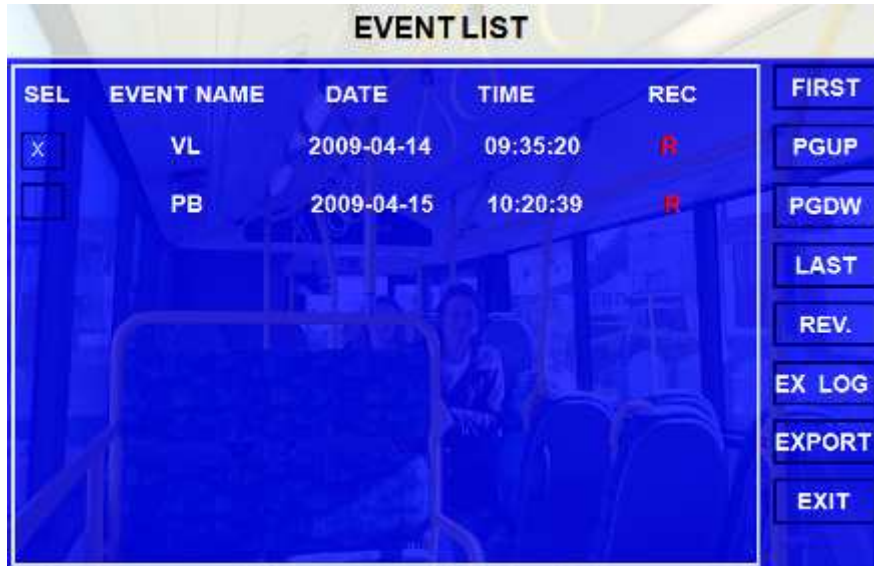 EVENT LIST
SEL EVENT NAME DATE TIME REC
X VL 2009-04-14 09:35:20 R
PB 2009-04-15 10:20:39 R
FIRST
PGUP
PGDW
LAST
REV.
EX LOG
EXPORT
EXIT